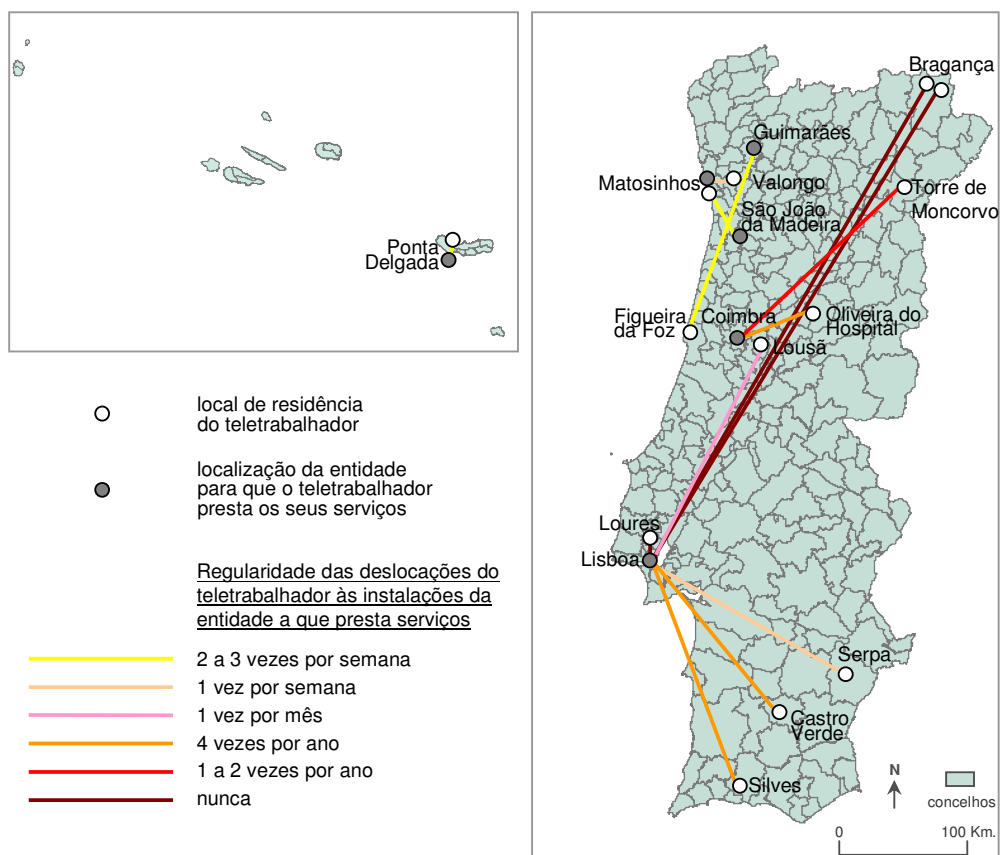 Ponta
Delgada
local de residência
do teletrabalhador
localização da entidade
para que o teletrabalhador
presta os seus serviços
Regularidade das deslocações do
teletrabalhador às instalações da
entidade a que presta serviços
2 a 3 vezes por semana
1 vez por semana
1 vez por mês
4 vezes por ano
1 a 2 vezes por ano
nunca
Bragança
Guimarães
Matosinhos
Valongo
Torre de
Moncorvo
São João
da Madeira
Figueira
da Foz
Coimbra
Oliveira do
Hospital
Lousã
Loures
Lisboa
Serpa
Castro
Verde
Silves
N
concelhos
0
100 Km.